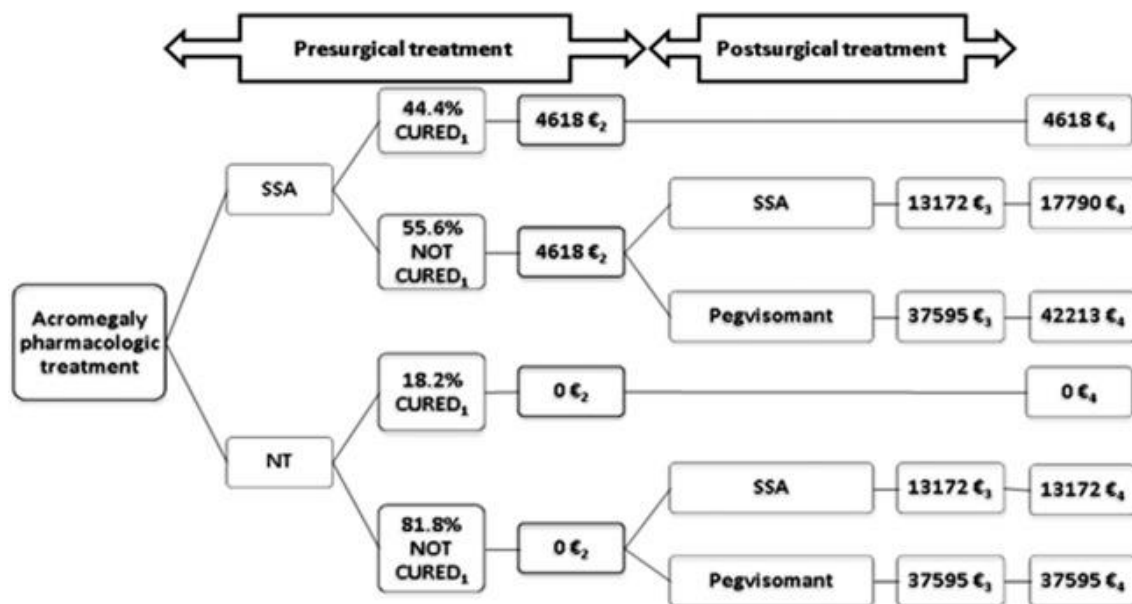 Presurgical treatment
Postsurgical treatment
44.4%
CURED₁
4618 €₂
4618 €₄
SSA
55.6%
NOT
CURED₁
4618 €₂
SSA
13172 €₃
17790 €₄
Pegvisomant
37595 €₃
42213 €₄
Acromegaly
pharmacologic
treatment
18.2%
CURED₁
0 €₂
0 €₄
NT
81.8%
NOT
CURED₁
0 €₂
SSA
13172 €₃
13172 €₄
Pegvisomant
37595 €₃
37595 €₄